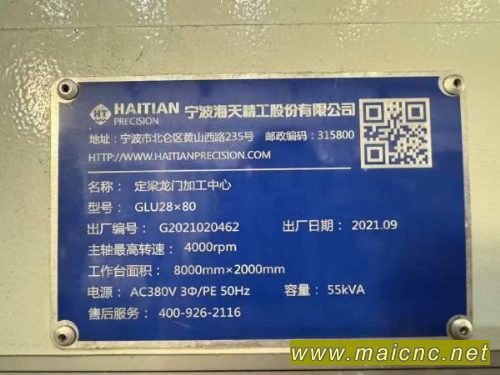 HT HAITIAN PRECISION 宁波海天精工股份有限公司
地址：宁波市北仑区黄山西路235号 邮政编码：315800
HTTP://WWW.HAITIANPRECISION.COM
名称： 定梁龙门加工中心
型号： GLU28×80
出厂编号： G2021020462 出厂日期： 2021.09
主轴最高转速： 4000rpm
工作台面积： 8000mm×2000mm
电源： AC380V 3Φ/PE 50Hz 容量： 55kVA
售后服务： 400-926-2116
www.maicnc.net